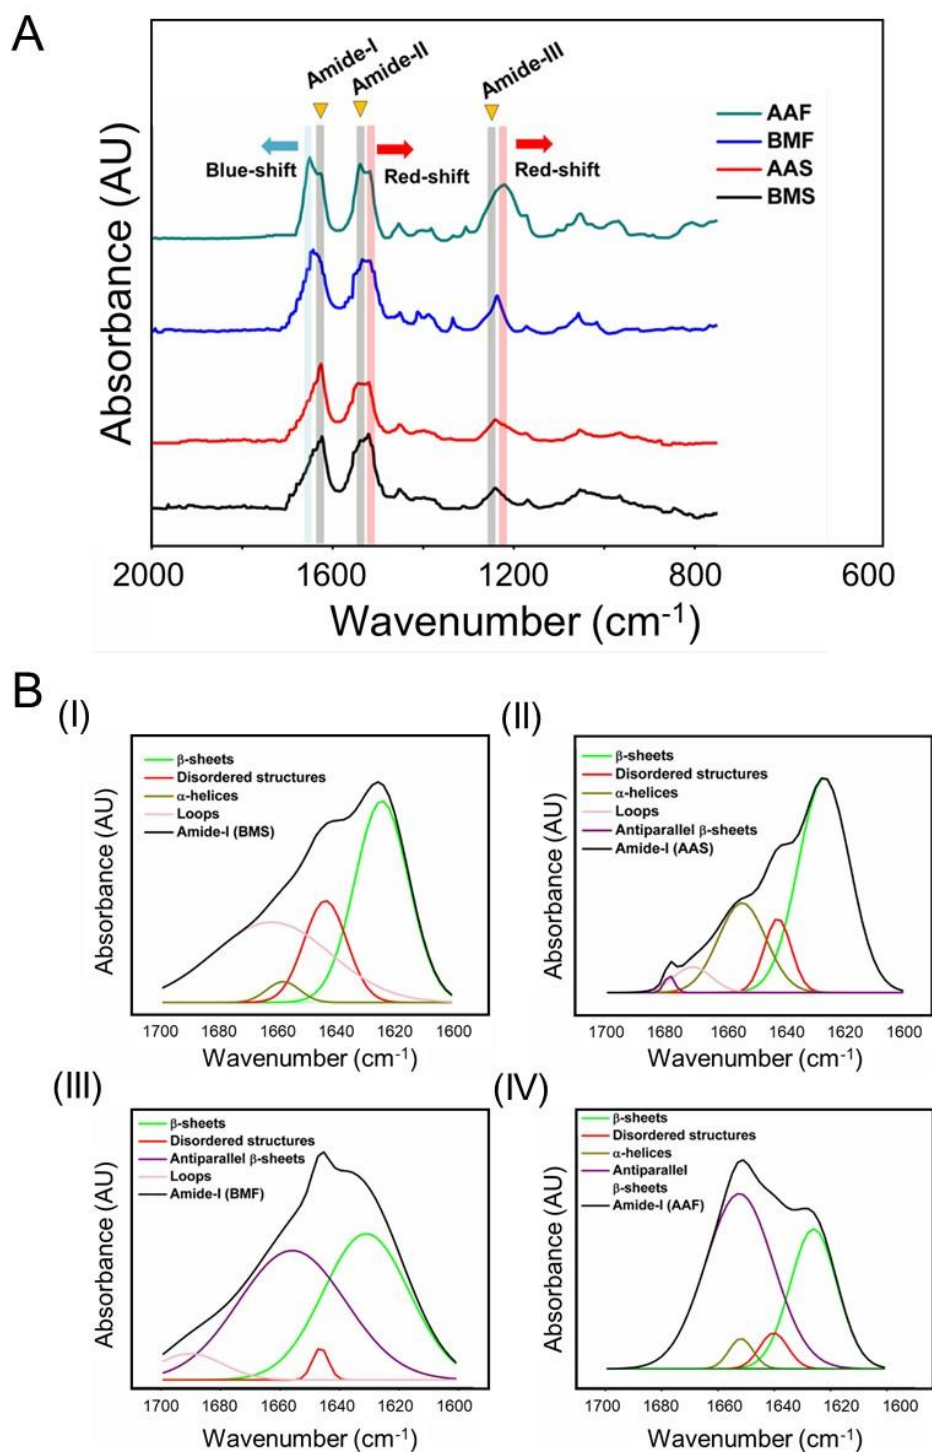 A
Absorbance (AU)
Amide-I
Amide-II
Amide-III
Blue-shift
Red-shift
Red-shift
AAF
BMF
AAS
BMS
2000 1600 1200 800 600
Wavenumber (cm⁻¹)
B
(I)
β-sheets
Disordered structures
α-helices
Loops
Amide-I (BMS)
Absorbance (AU)
1700 1680 1660 1640 1620 1600
Wavenumber (cm⁻¹)
(II)
β-sheets
Disordered structures
α-helices
Loops
Antiparallel β-sheets
Amide-I (AAS)
Absorbance (AU)
1700 1680 1660 1640 1620 1600
Wavenumber (cm⁻¹)
(III)
β-sheets
Disordered structures
Antiparallel β-sheets
Loops
Amide-I (BMF)
Absorbance (AU)
1700 1680 1660 1640 1620 1600
Wavenumber (cm⁻¹)
(IV)
β-sheets
Disordered structures
α-helices
Antiparallel
β-sheets
Amide-I (AAF)
Absorbance (AU)
1700 1680 1660 1640 1620 1600
Wavenumber (cm⁻¹)